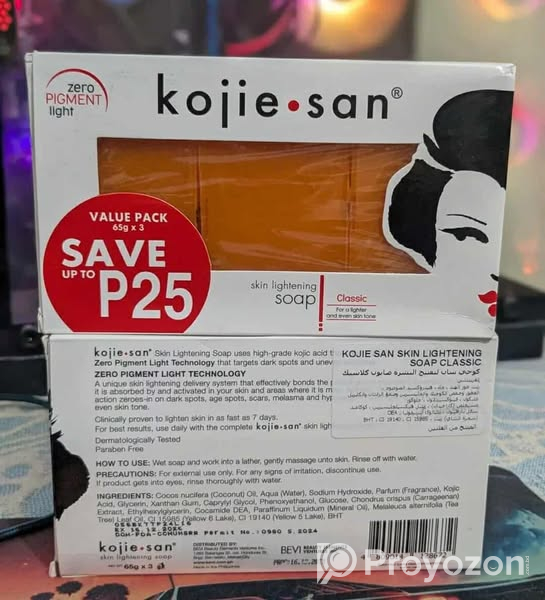 zero
PIGMENT
light
kojie•san®
VALUE PACK
65g x 3
SAVE
UP TO
P25
skin lightening
soap
Classic
For a lighter
and even skin tone
kojie•san® Skin Lightening Soap uses high-grade kojic acid
Zero Pigment Light Technology that targets dark spots and
ZERO PIGMENT LIGHT TECHNOLOGY
A unique skin lightening delivery system that effectively bonds the
it is absorbed by and activated in your skin and areas where it is
action zeroes-in on dark spots, age spots, scars, melasma and
even skin tone.
Clinically proven to lighten skin in as fast as 7 days.
For best results, use daily with the complete kojie•san® skin
Dermatologically Tested
Paraben Free
KOJIE SAN SKIN LIGHTENING
SOAP CLASSIC
كوجي سان لتفتيح البشرة صابون كلاسيك
HOW TO USE: Wet soap and work into a lather, gently massage unto skin. Rinse off with water.
PRECAUTIONS: For external use only. For any signs of irritation, discontinue use.
If product gets into eyes, rinse thoroughly with water.
INGREDIENTS: Cocos nucifera (Coconut) Oil, Aqua (Water), Sodium Hydroxide, Parfum (Fragrance), Kojic
Acid, Glycerin, Xanthan Gum, Caprylyl Glycol, Phenoxyethanol, Glucose, Chondrus crispus (Carrageenan)
Extract, Ethylhexylglycerin, Cocamide DEA, Paraffinum Liquidum (Mineral Oil), Melaleuca alternifolia (Tea
Tree) Leaf Oil, CI 15985 (Yellow 6 Lake), CI 19140 (Yellow 5 Lake), BHT
kojie•san®
skin lightening soap
65g x 3
DISTRIBUTED BY:
BEVI
Proyozon